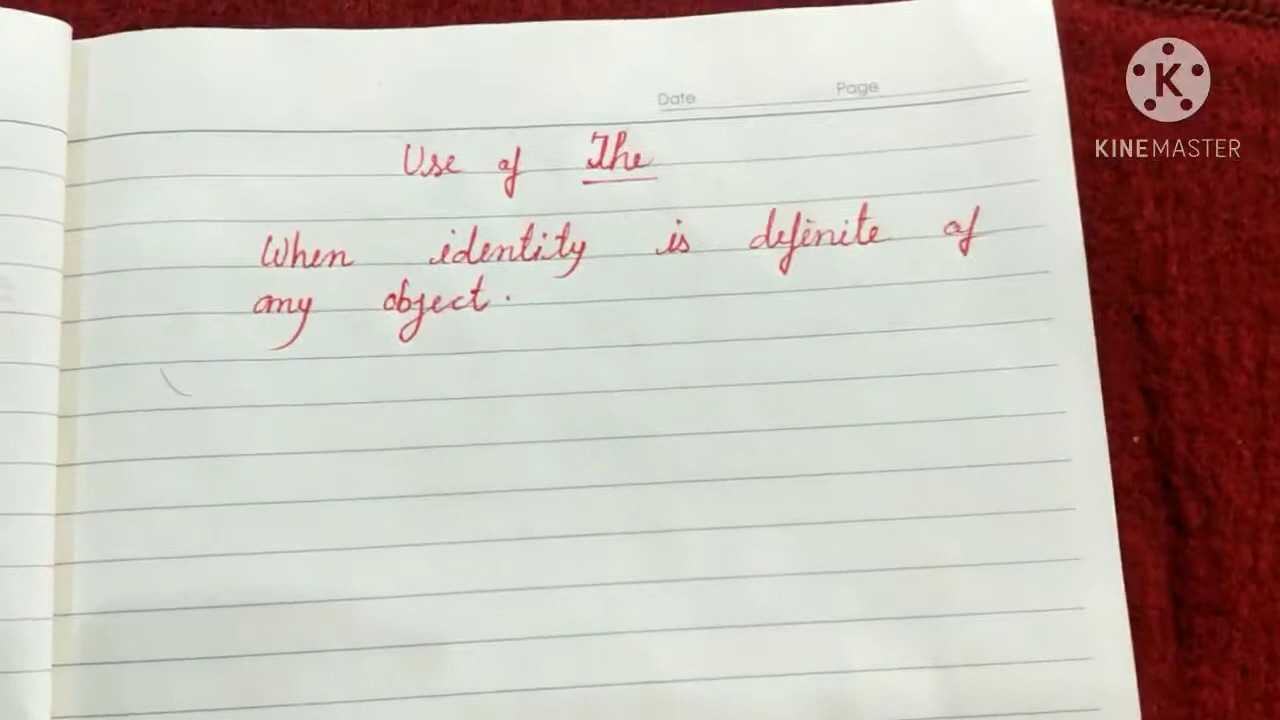 Date Page
K
KINEMASTER
Use of The
When identity is definite of
any object.